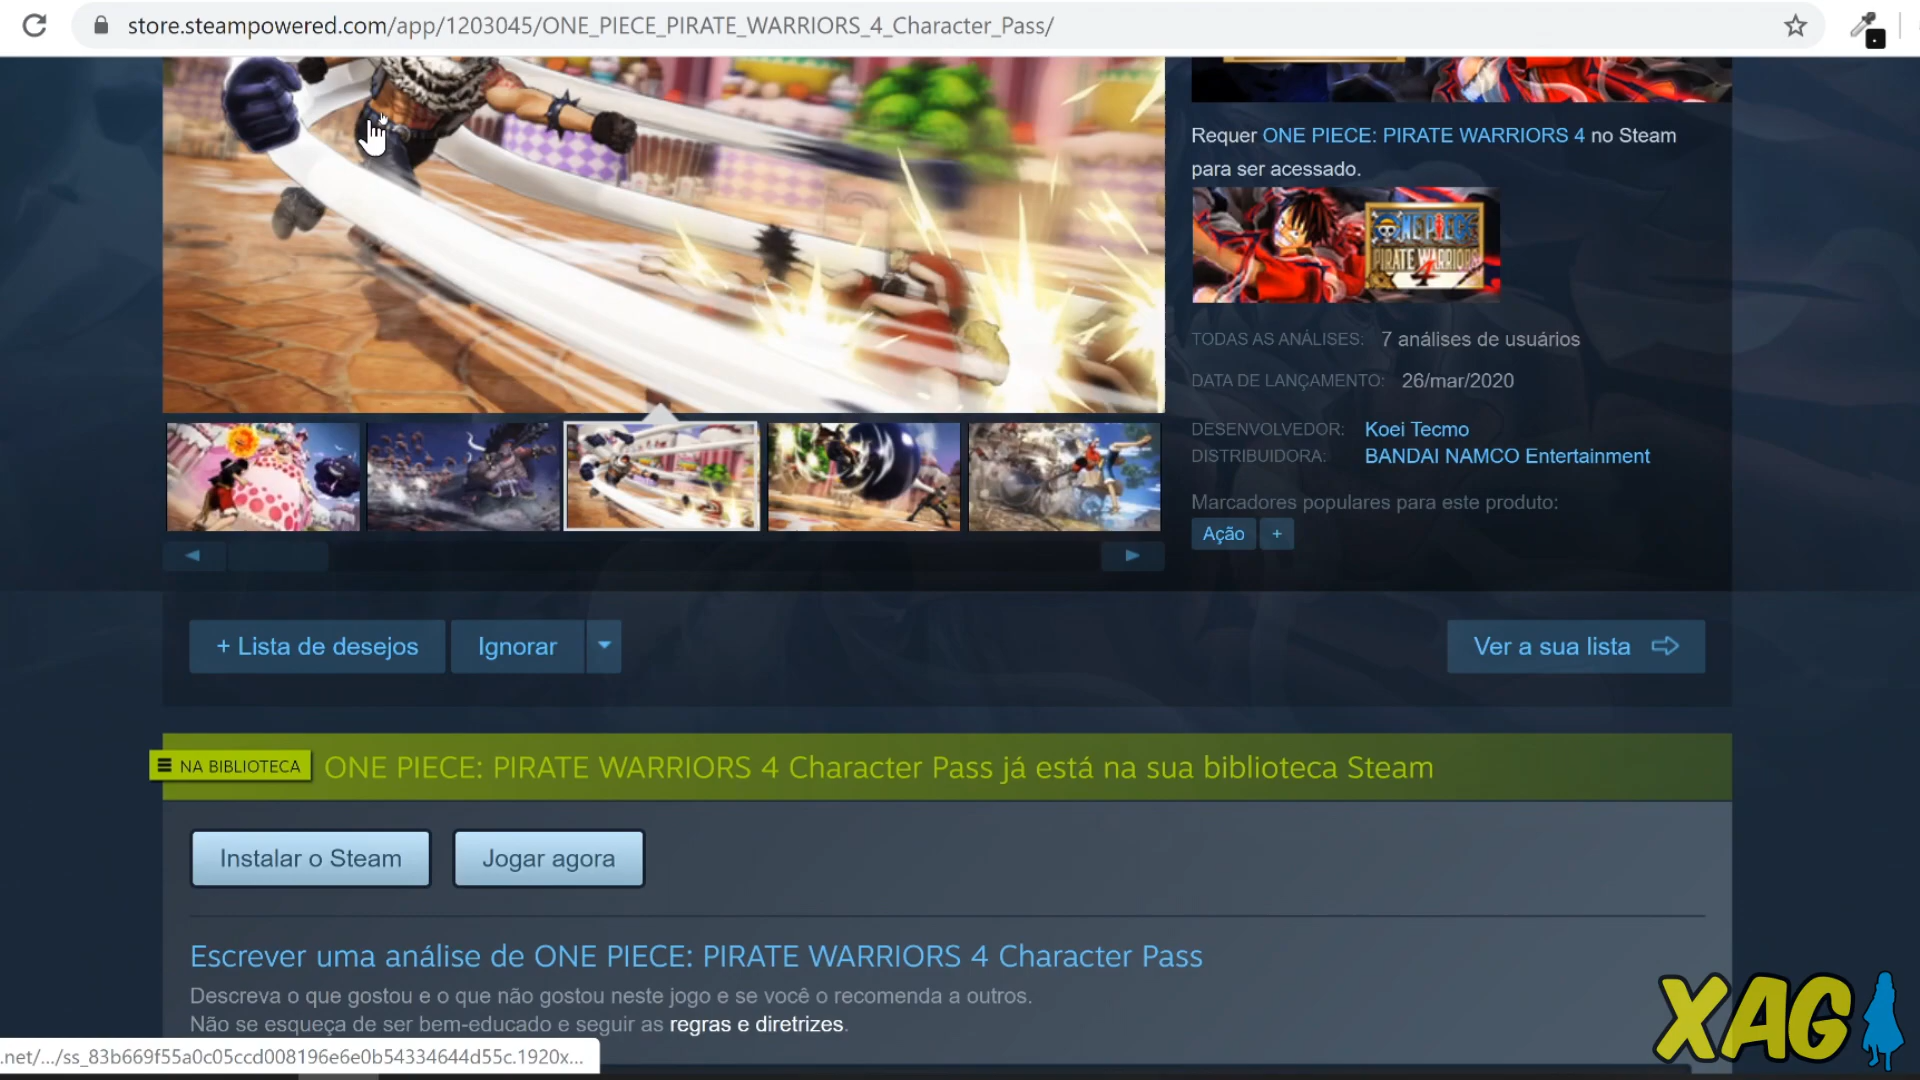 store.steampowered.com/app/1203045/ONE_PIECE_PIRATE_WARRIORS_4_Character_Pass/
Requer ONE PIECE: PIRATE WARRIORS 4 no Steam
para ser acessado.
ONE PIECE
PIRATE WARRIORS
4
TODAS AS ANÁLISES: 7 análises de usuários
DATA DE LANÇAMENTO: 26/mar/2020
DESENVOLVEDOR: Koei Tecmo
DISTRIBUIDORA: BANDAI NAMCO Entertainment
Marcadores populares para este produto:
Ação +
+ Lista de desejos Ignorar Ver a sua lista
NA BIBLIOTECA ONE PIECE: PIRATE WARRIORS 4 Character Pass já está na sua biblioteca Steam
Instalar o Steam Jogar agora
Escrever uma análise de ONE PIECE: PIRATE WARRIORS 4 Character Pass
Descreva o que gostou e o que não gostou neste jogo e se você o recomenda a outros.
Não se esqueça de ser bem-educado e seguir as regras e diretrizes.
.net/.../ss_83b669f55a0c05ccd008196e6e0b54334644d55c.1920x...
XAG